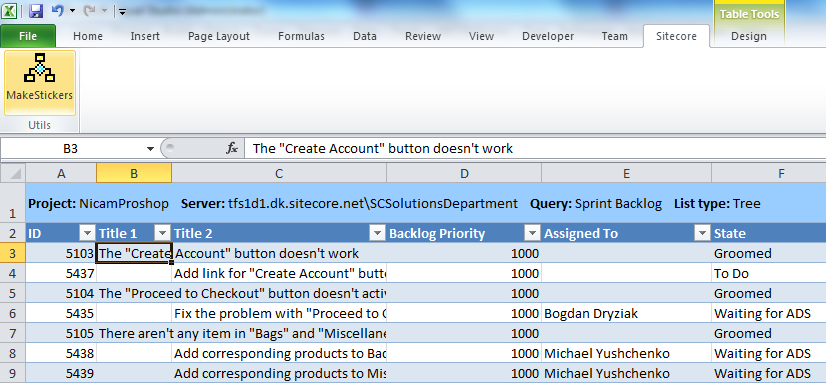 Table Tools
File Home Insert Page Layout Formulas Data Review View Developer Team Sitecore Design
MakeStickers
Utils
B3 fx The "Create Account" button doesn't work
A B C D E F
1 Project: NicamProshop Server: tfs1d1.dk.sitecore.net\SCSolutionsDepartment Query: Sprint Backlog List type: Tree
2 ID Title 1 Title 2 Backlog Priority Assigned To State
3 5103 The "Create Account" button doesn't work 1000 Groomed
4 5437 Add link for "Create Account" butt 1000 To Do
5 5104 The "Proceed to Checkout" button doesn't acti 1000 Groomed
6 5435 Fix the problem with "Proceed to C 1000 Bogdan Dryziak Waiting for ADS
7 5105 There aren't any item in "Bags" and "Miscellane 1000 Groomed
8 5438 Add corresponding products to Bac 1000 Michael Yushchenko Waiting for ADS
9 5439 Add corresponding products to Mis 1000 Michael Yushchenko Waiting for ADS